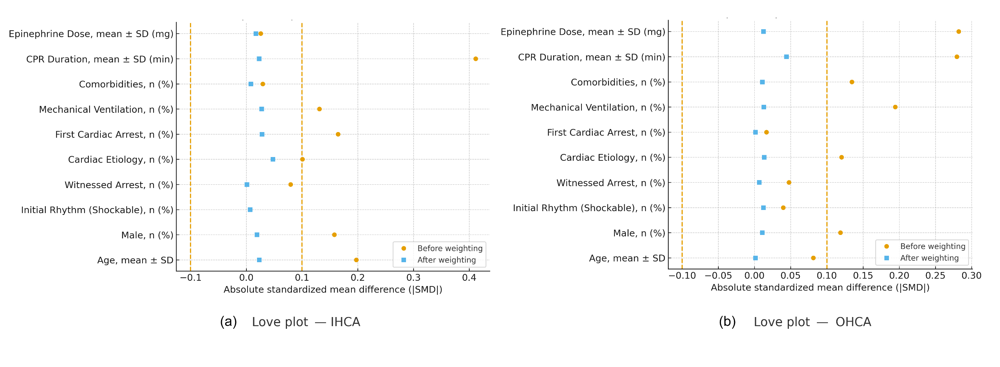 Epinephrine Dose, mean ± SD (mg)
CPR Duration, mean ± SD (min)
Comorbidities, n (%)
Mechanical Ventilation, n (%)
First Cardiac Arrest, n (%)
Cardiac Etiology, n (%)
Witnessed Arrest, n (%)
Initial Rhythm (Shockable), n (%)
Male, n (%)
Age, mean ± SD
Before weighting
After weighting
−0.1 0.0 0.1 0.2 0.3 0.4
Absolute standardized mean difference (|SMD|)
(a) Love plot — IHCA
Epinephrine Dose, mean ± SD (mg)
CPR Duration, mean ± SD (min)
Comorbidities, n (%)
Mechanical Ventilation, n (%)
First Cardiac Arrest, n (%)
Cardiac Etiology, n (%)
Witnessed Arrest, n (%)
Initial Rhythm (Shockable), n (%)
Male, n (%)
Age, mean ± SD
Before weighting
After weighting
−0.10 −0.05 0.00 0.05 0.10 0.15 0.20 0.25 0.30
Absolute standardized mean difference (|SMD|)
(b) Love plot — OHCA